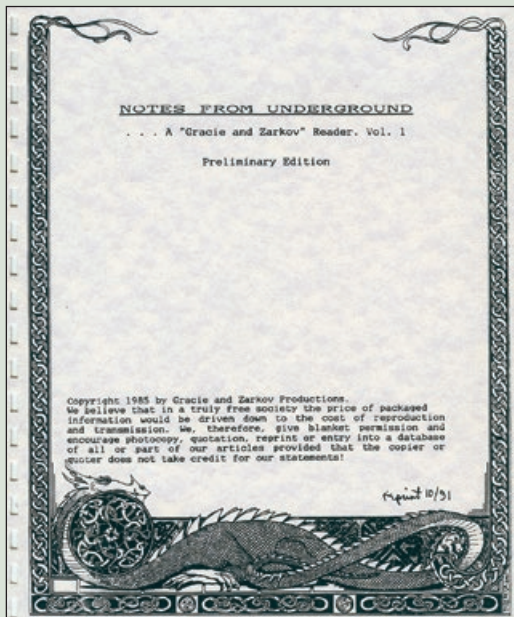 NOTES FROM UNDERGROUND
. . . A "Gracie and Zarkov" Reader. Vol. 1
Preliminary Edition
Copyright 1985 by Gracie and Zarkov Productions.
We believe that in a truly free society the price of packaged
information would be driven down to the cost of reproduction
and transmission. We, therefore, give blanket permission and
encourage photocopy, quotation, reprint or entry into a database
of all or part of our articles provided that the copier or
quoter does not take credit for our statements!
reprint 10/91